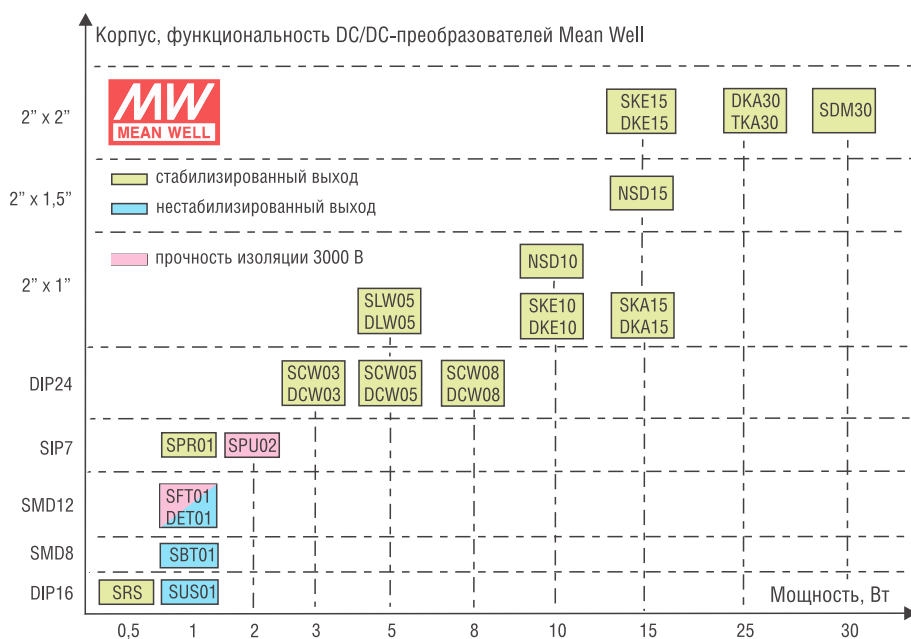 Корпус, функциональность DC/DC-преобразователей Mean Well
MW
MEAN WELL
2” x 2”
SKE15
DKE15
DKA30
TKA30
SDM30
стабилизированный выход
нестабилизированный выход
2” x 1,5”
NSD15
прочность изоляции 3000 В
2” x 1”
NSD10
SLW05
DLW05
SKE10
DKE10
SKA15
DKA15
DIP24
SCW03
DCW03
SCW05
DCW05
SCW08
DCW08
SIP7
SPR01
SPU02
SMD12
SFT01
DET01
SMD8
SBT01
DIP16
SRS
SUS01
Мощность, Вт
0,5 1 2 3 5 8 10 15 25 30